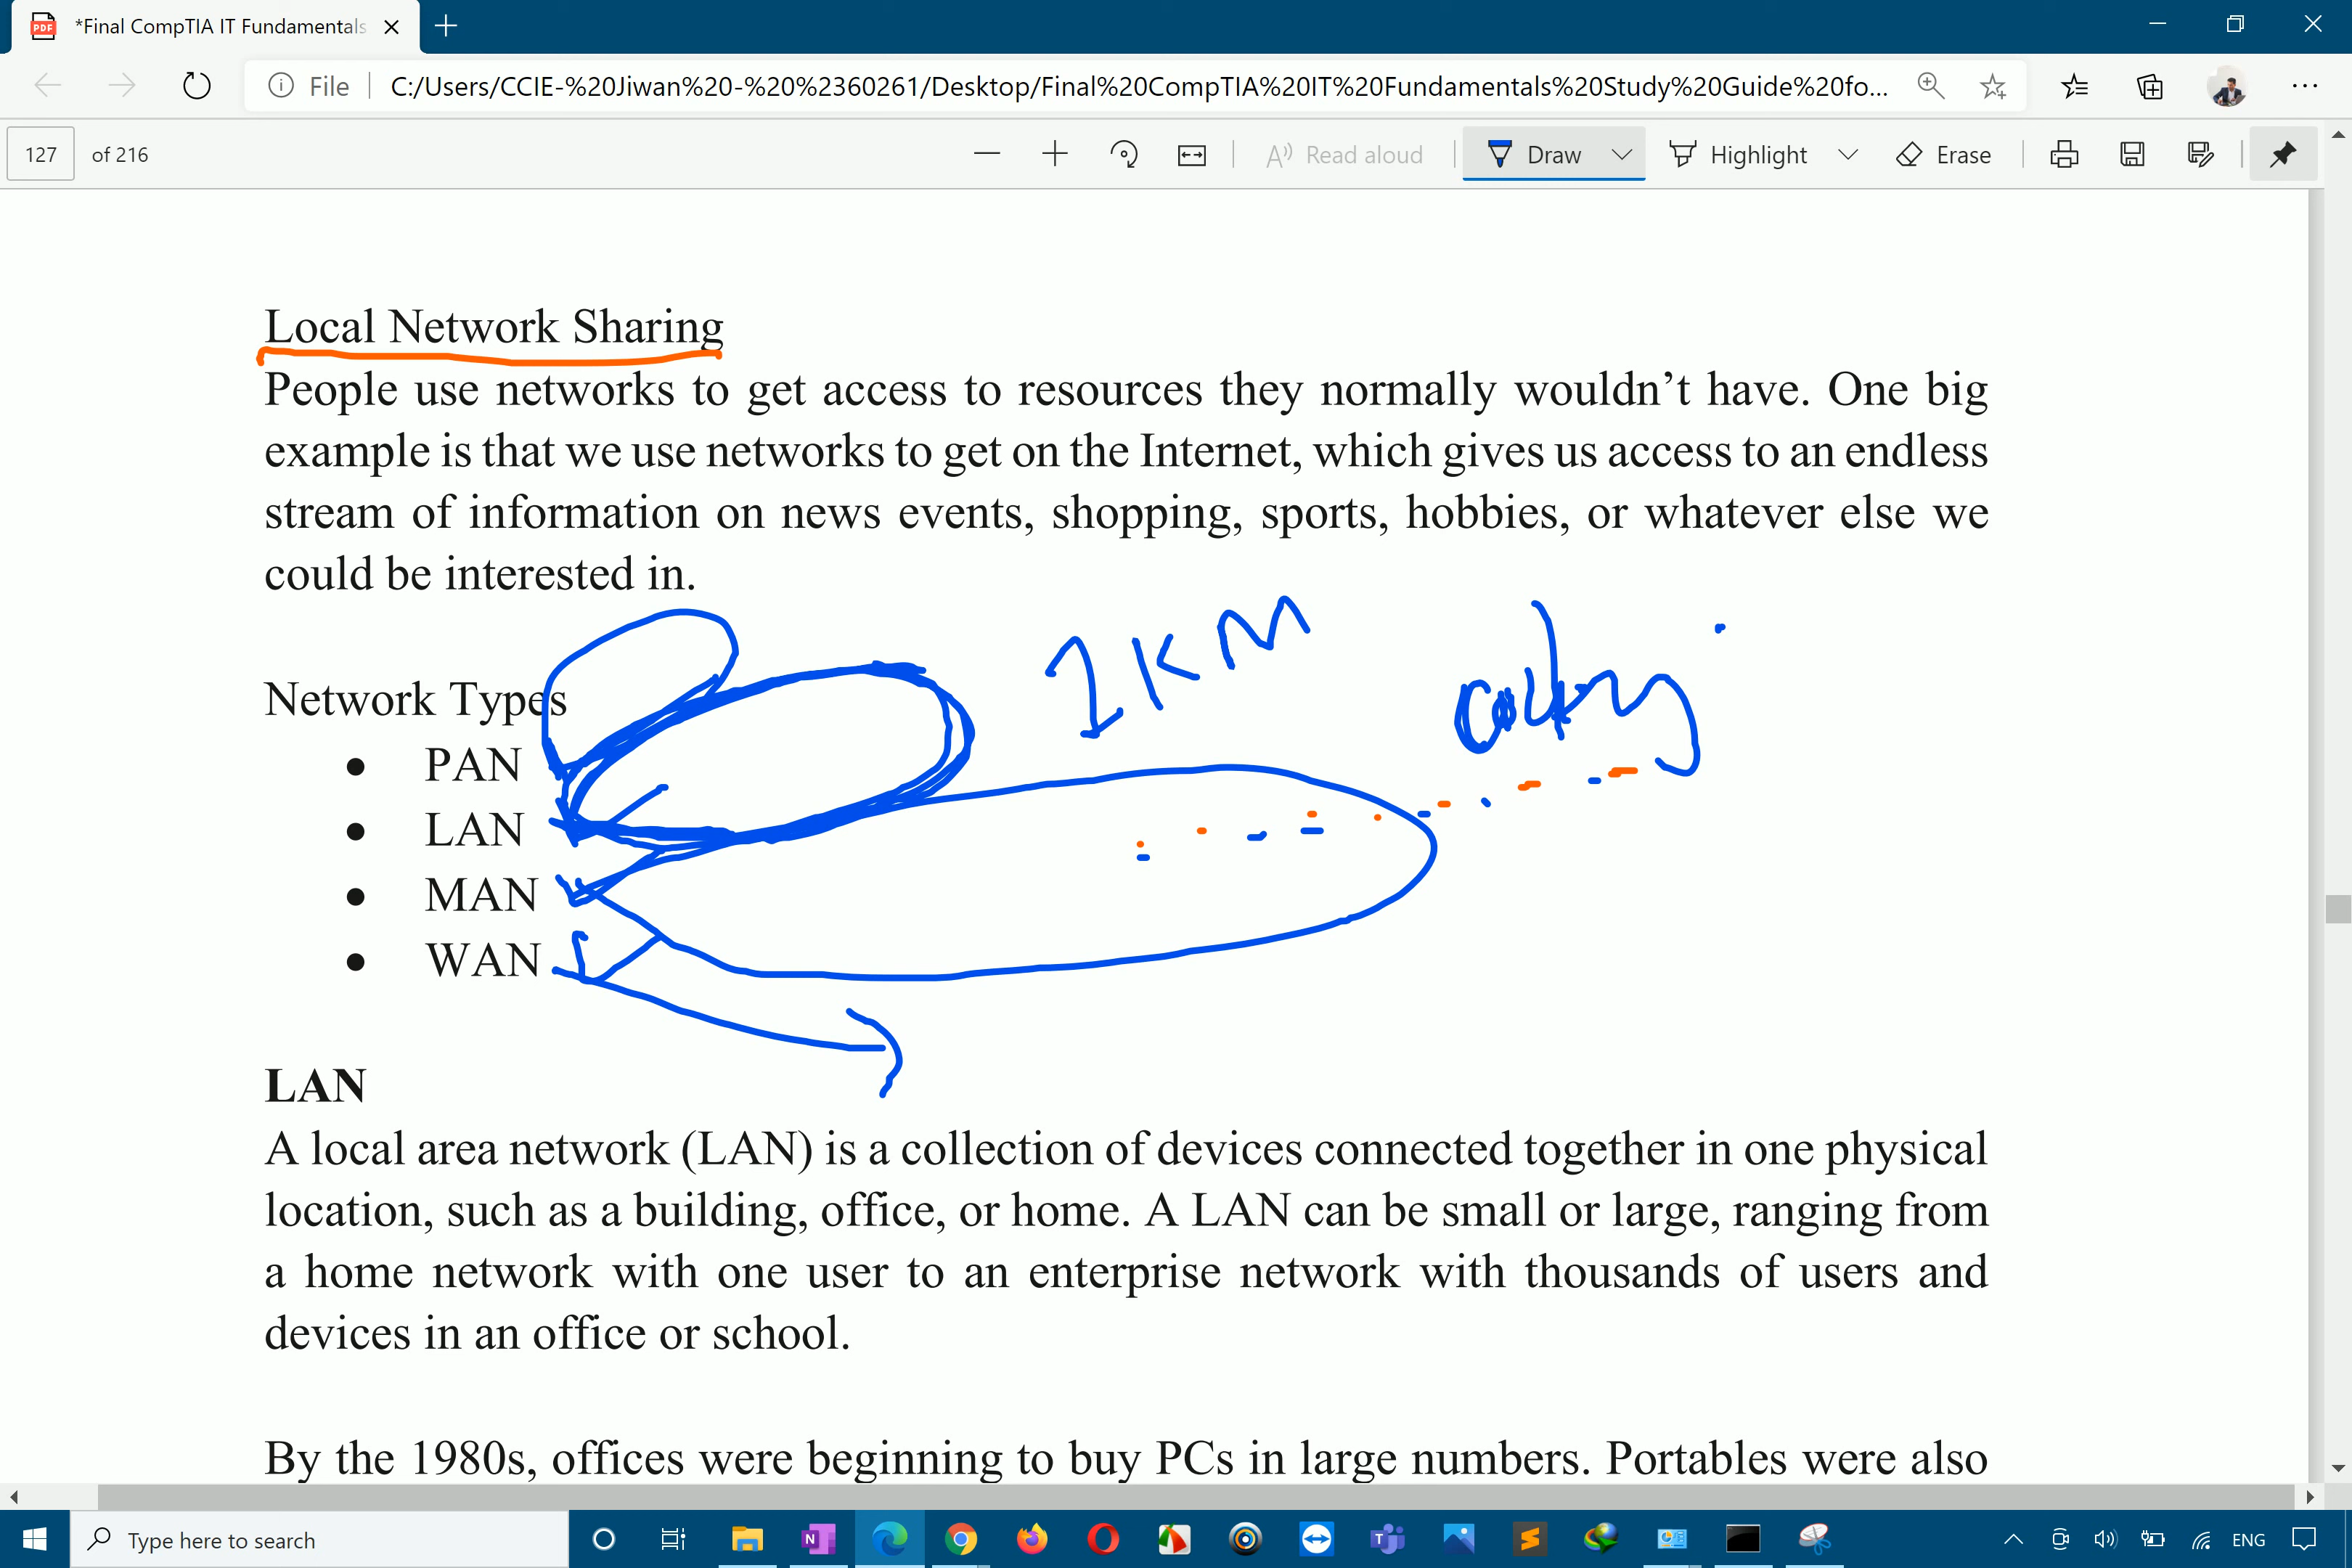 *Final CompTIA IT Fundamentals
File
C:/Users/CCIE-%20Jiwan%20-%20%2360261/Desktop/Final%20CompTIA%20IT%20Fundamentals%20Study%20Guide%20fo...
127 of 216
Read aloud
Draw
Highlight
Erase
Local Network Sharing
People use networks to get access to resources they normally wouldn’t have. One big
example is that we use networks to get on the Internet, which gives us access to an endless
stream of information on news events, shopping, sports, hobbies, or whatever else we
could be interested in.
1KM
Network Types
• PAN
• LAN
• MAN
• WAN
LAN
A local area network (LAN) is a collection of devices connected together in one physical
location, such as a building, office, or home. A LAN can be small or large, ranging from
a home network with one user to an enterprise network with thousands of users and
devices in an office or school.
By the 1980s, offices were beginning to buy PCs in large numbers. Portables were also
Type here to search
ENG